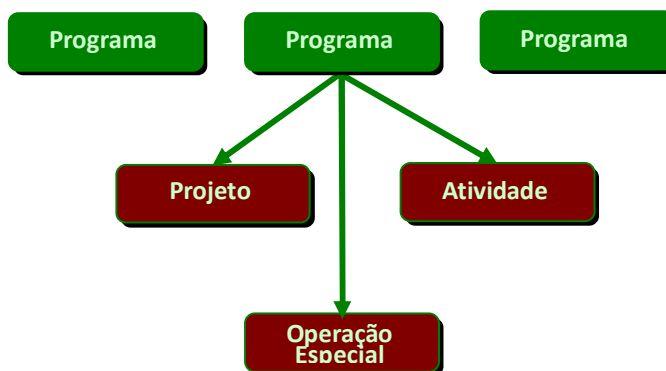 Programa
Programa
Programa
Projeto
Atividade
Operação
Especial